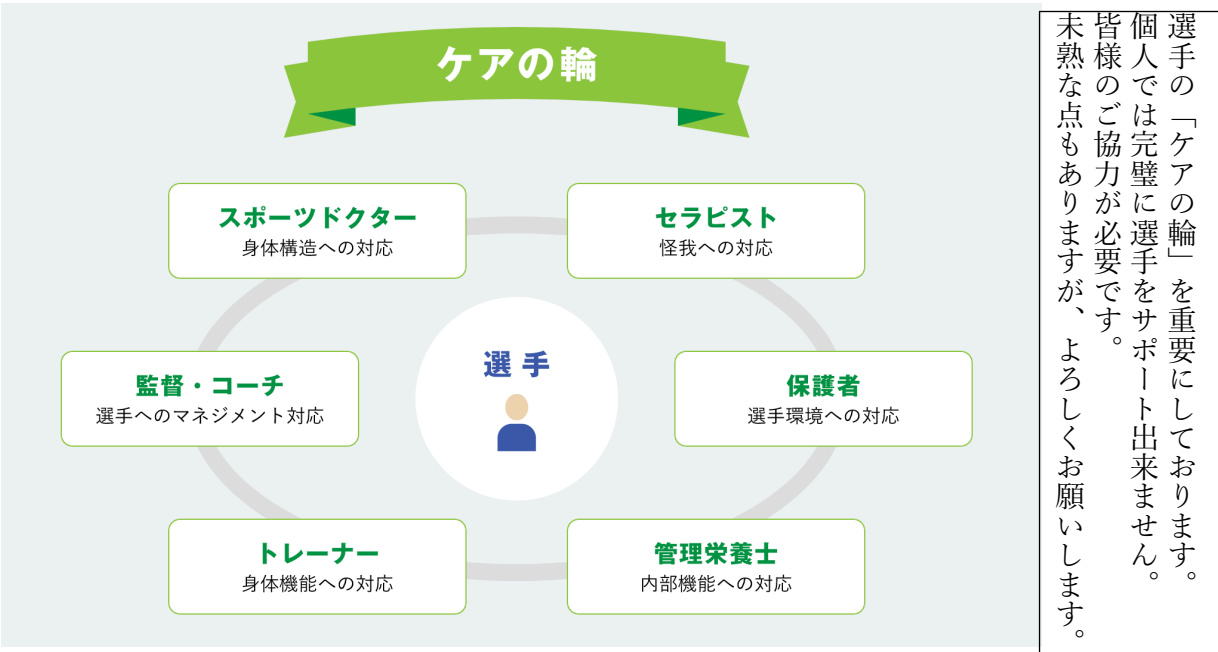 ケアの輪
スポーツドクター
身体構造への対応
セラピスト
怪我への対応
監督・コーチ
選手へのマネジメント対応
選手
保護者
選手環境への対応
トレーナー
身体機能への対応
管理栄養士
内部機能への対応
選手の「ケアの輪」を重要にしております。
個人では完璧に選手をサポート出来ません。
皆様のご協力が必要です。
未熟な点もありますが、よろしくお願いします。